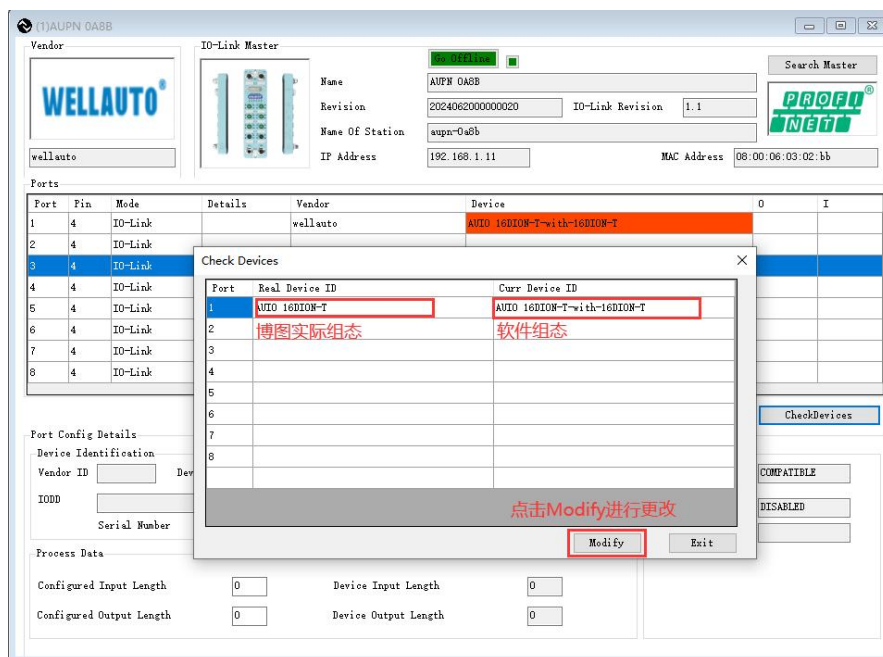 (1)AUPN 0A8B
Vendor
WELLAUTO®
wellauto
IO-Link Master
Go Offline
Search Master
Name AUPN 0A8B
Revision 2024062000000020 IO-Link Revision 1.1
Name Of Station aupn-0a8b
IP Address 192.168.1.11 MAC Address 08:00:06:03:02:bb
PROFI®
NET
Ports
Port Pin Mode Details Vendor Device O I
1 4 IO-Link wellauto AUIO 16DION-T-with-16DION-T
2 4 IO-Link
3 4 IO-Link
4 4 IO-Link
5 4 IO-Link
6 4 IO-Link
7 4 IO-Link
8 4 IO-Link
Check Devices
Port Real Device ID Curr Device ID
1 AUIO 16DION-T AUIO 16DION-T-with-16DION-T
2 博图实际组态 软件组态
3
4
5
6
7
8
点击Modify进行更改
Modify Exit
CheckDevices
Port Config Details
Device Identification
Vendor ID Dev
COMPATIBLE
IODD
DISABLED
Serial Number
Process Data
Configured Input Length 0 Device Input Length 0
Configured Output Length 0 Device Output Length 0